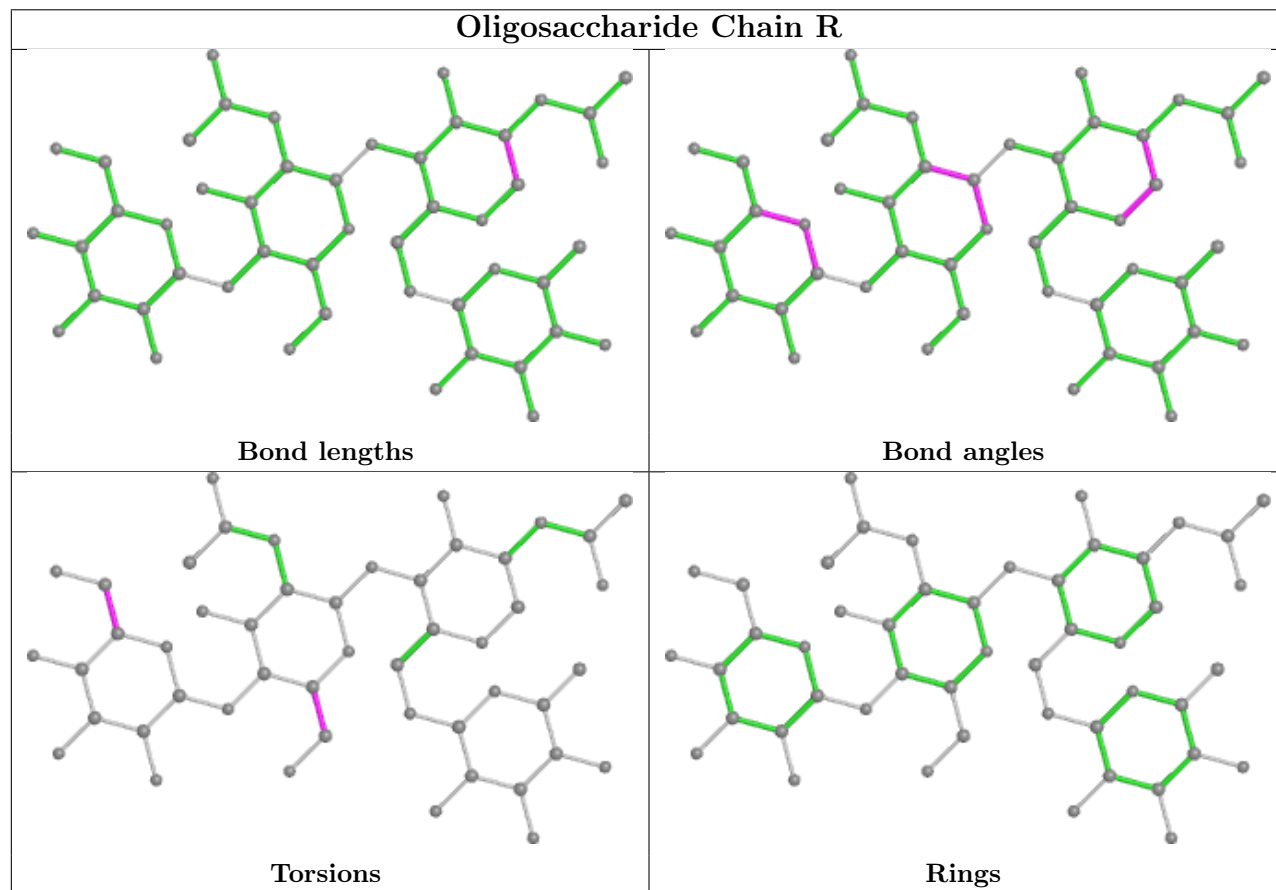 Oligosaccharide Chain R
Bond lengths
Bond angles
Torsions
Rings